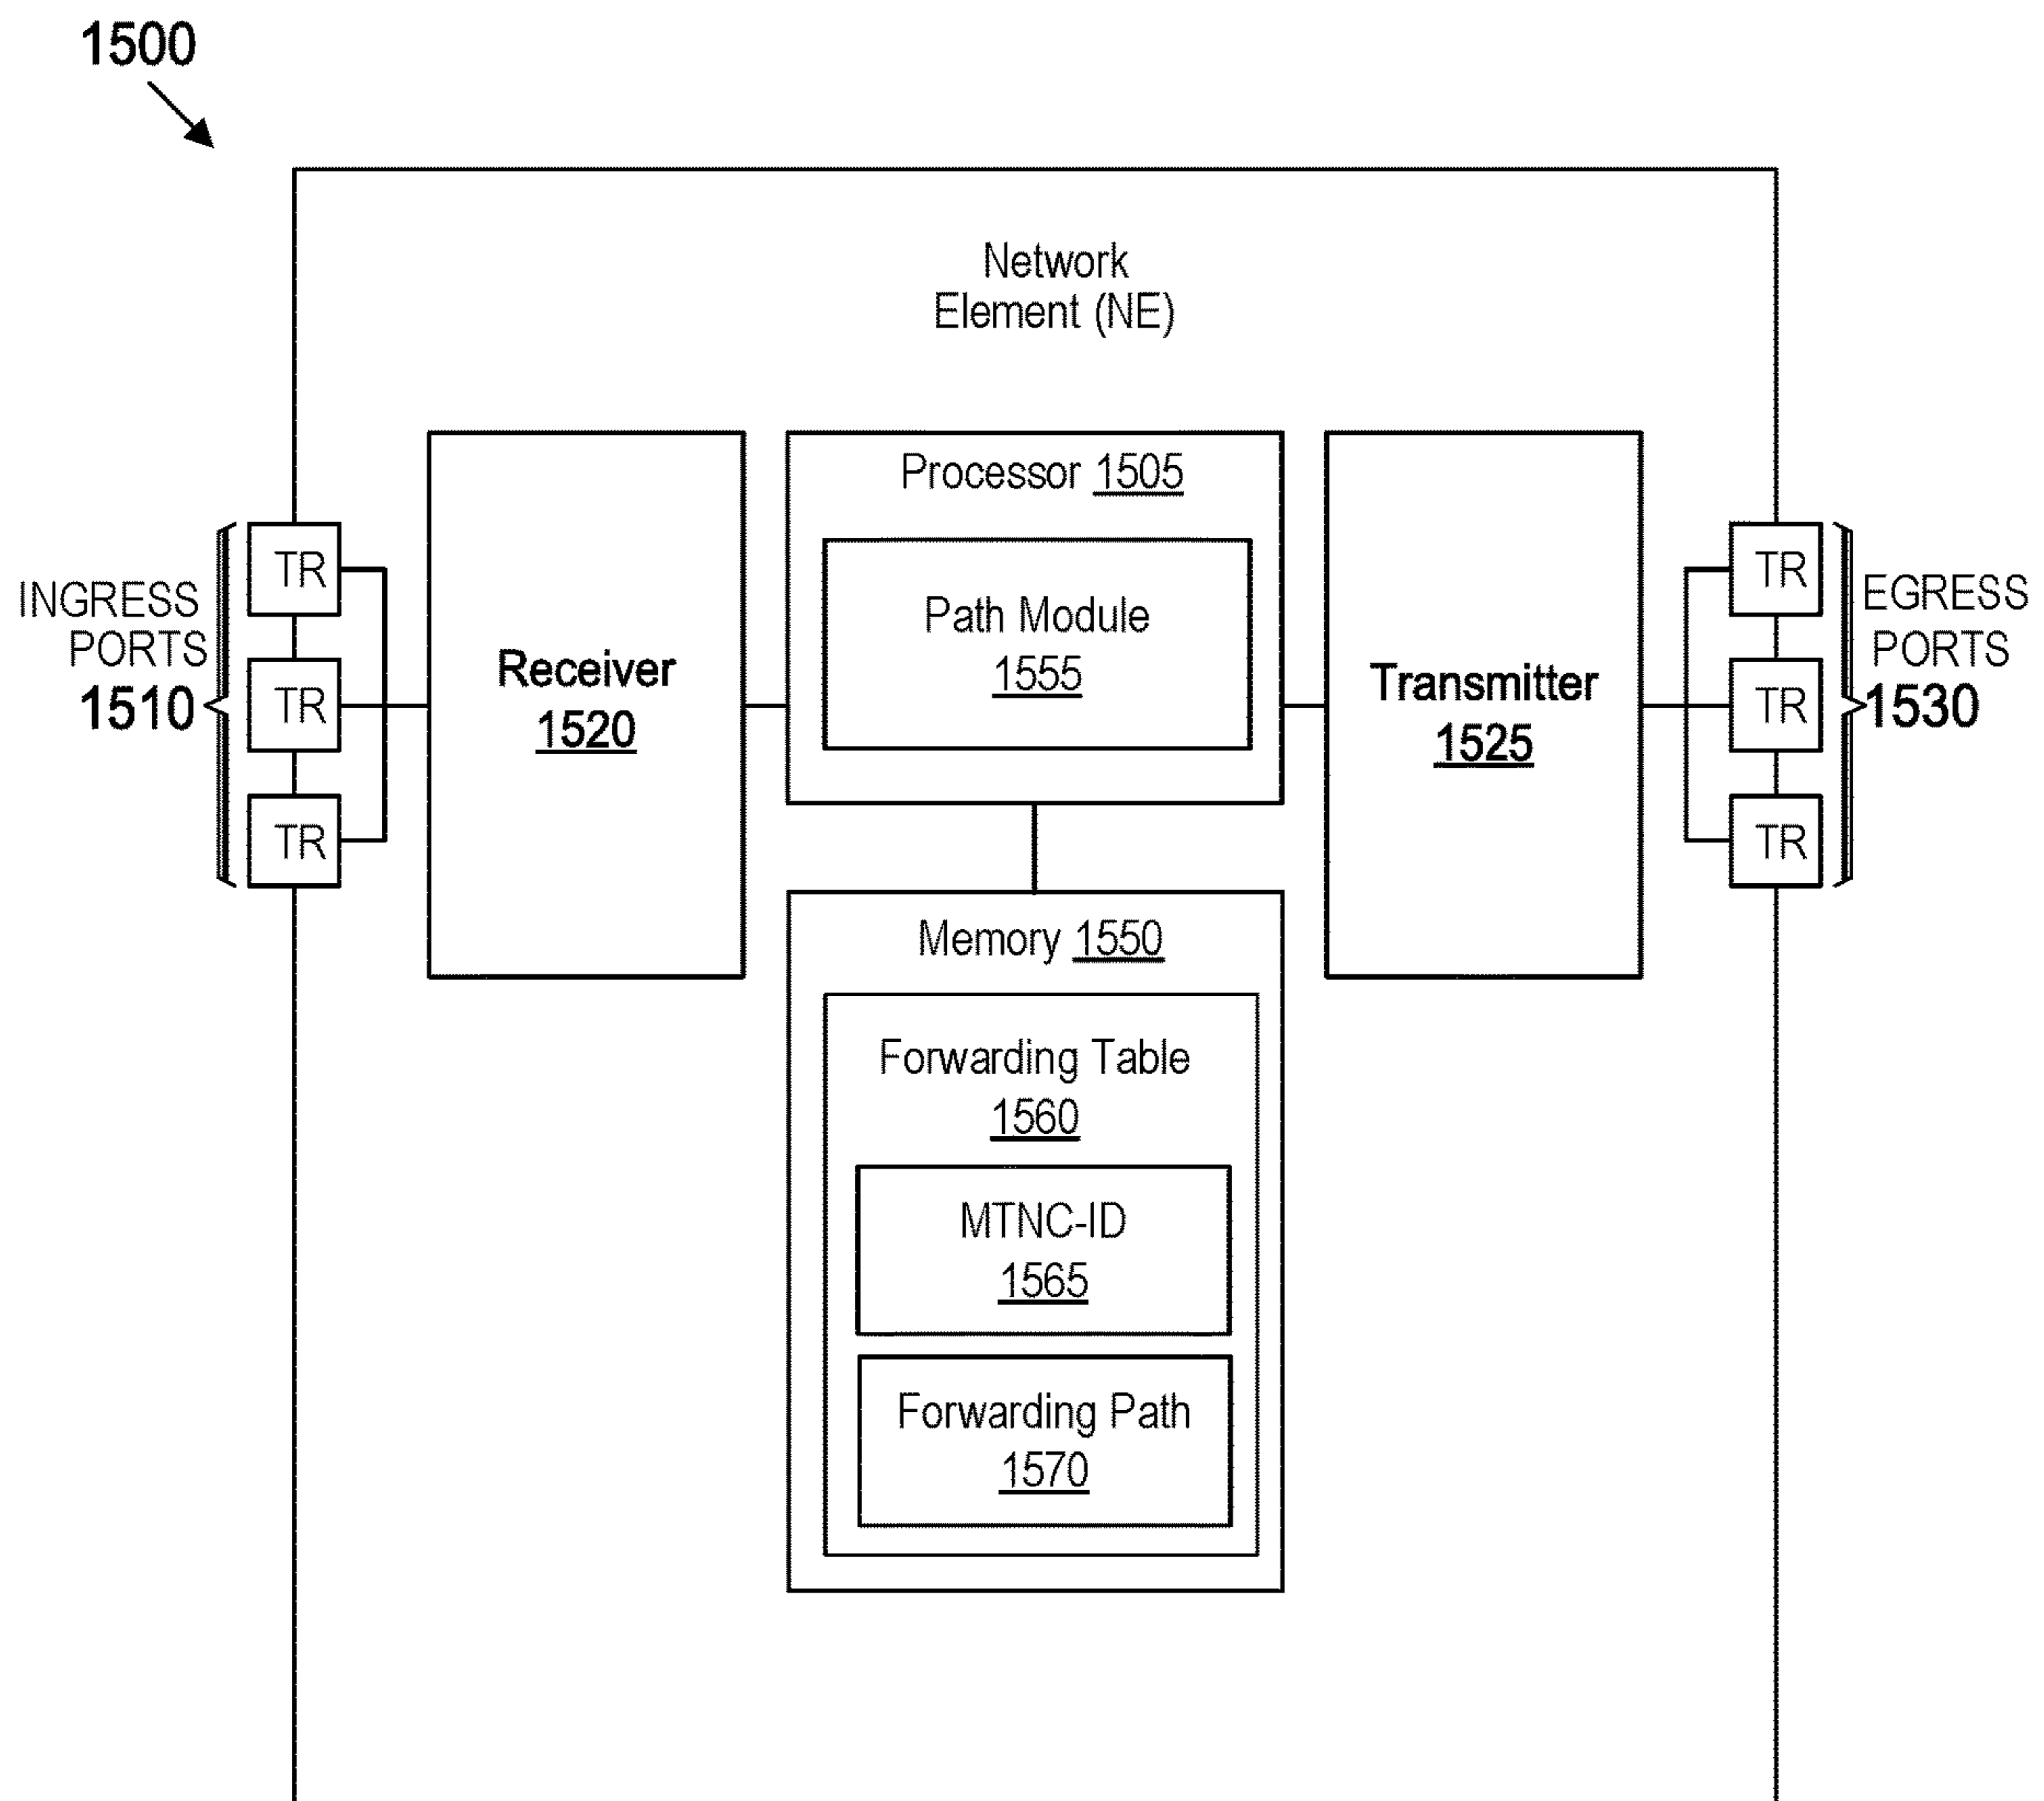 1500
Network
Element (NE)
INGRESS
PORTS
1510
TR
TR
TR
Receiver
1520
Processor 1505
Path Module
1555
Transmitter
1525
TR
TR
TR
EGRESS
PORTS
1530
Memory 1550
Forwarding Table
1560
MTNC-ID
1565
Forwarding Path
1570